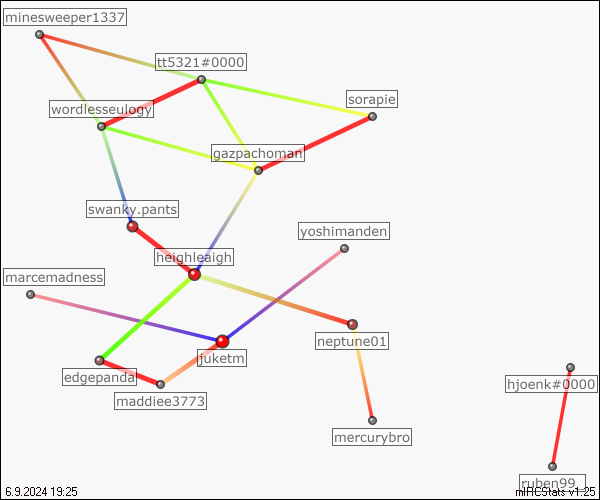 minesweeper1337
tt5321#0000
sorapie
wordlesseulogy
gazpachoman
swanky.pants
yoshimanden
heighleaigh
marcemadness
neptune01
juketm
edgepanda
hjoenk#0000
maddiee3773
mercurybro
ruben99_
6.9.2024 19:25
mIRCStats v1.25